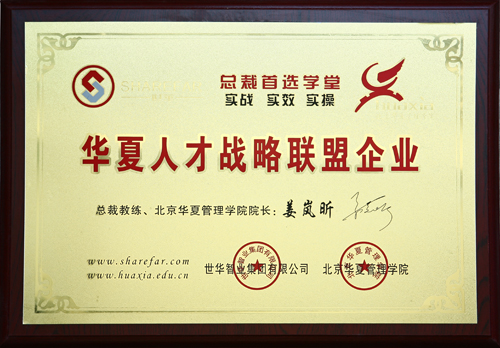 总裁首选学堂
实战 实效 实操
华夏人才战略联盟企业
总裁教练、北京华夏管理学院院长：姜岚昕
www.sharefar.com
www.huaxia.edu.cn
世华智业集团有限公司 北京华夏管理学院